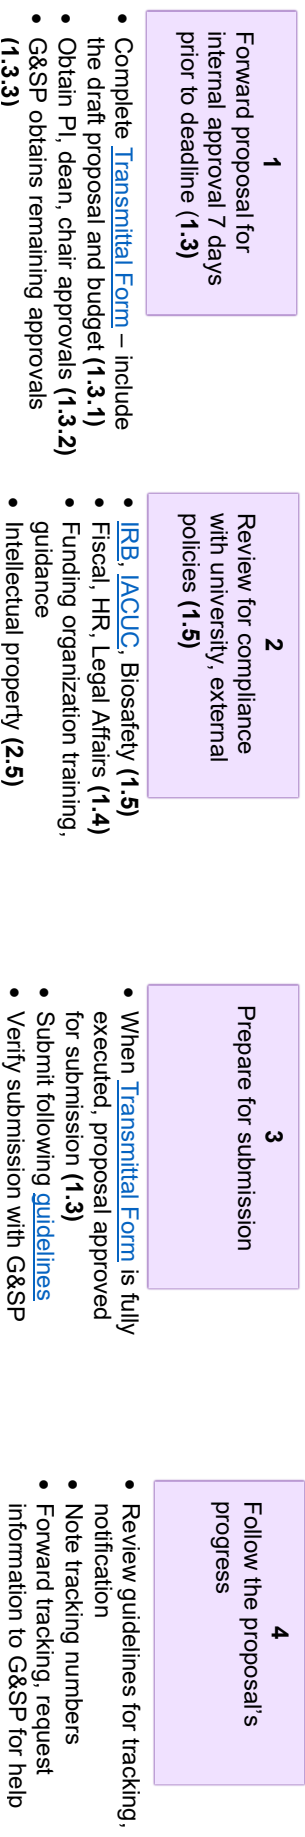 1
Forward proposal for
internal approval 7 days
prior to deadline (1.3)
• Complete Transmittal Form – include
the draft proposal and budget (1.3.1)
• Obtain PI, dean, chair approvals (1.3.2)
• G&SP obtains remaining approvals
(1.3.3)
2
Review for compliance
with university, external
policies (1.5)
• IRB, IACUC, Biosafety (1.5)
• Fiscal, HR, Legal Affairs (1.4)
• Funding organization training,
guidance
• Intellectual property (2.5)
3
Prepare for submission
• When Transmittal Form is fully
executed, proposal approved
for submission (1.3)
• Submit following guidelines
• Verify submission with G&SP
4
Follow the proposal's
progress
• Review guidelines for tracking,
notification
• Note tracking numbers
• Forward tracking, request
information to G&SP for help